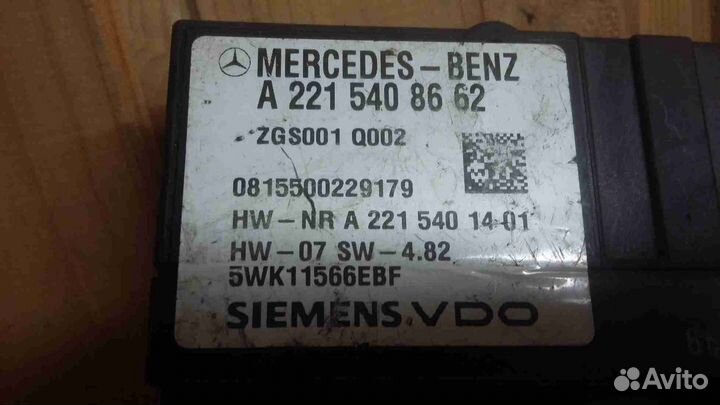 MERCEDES-BENZ
A 221 540 86 62
ZGS001 Q002
0815500229179
HW-NR A 221 540 14 01
HW-07 SW-4.82
5WK11566EBF
SIEMENS VDO
Avito